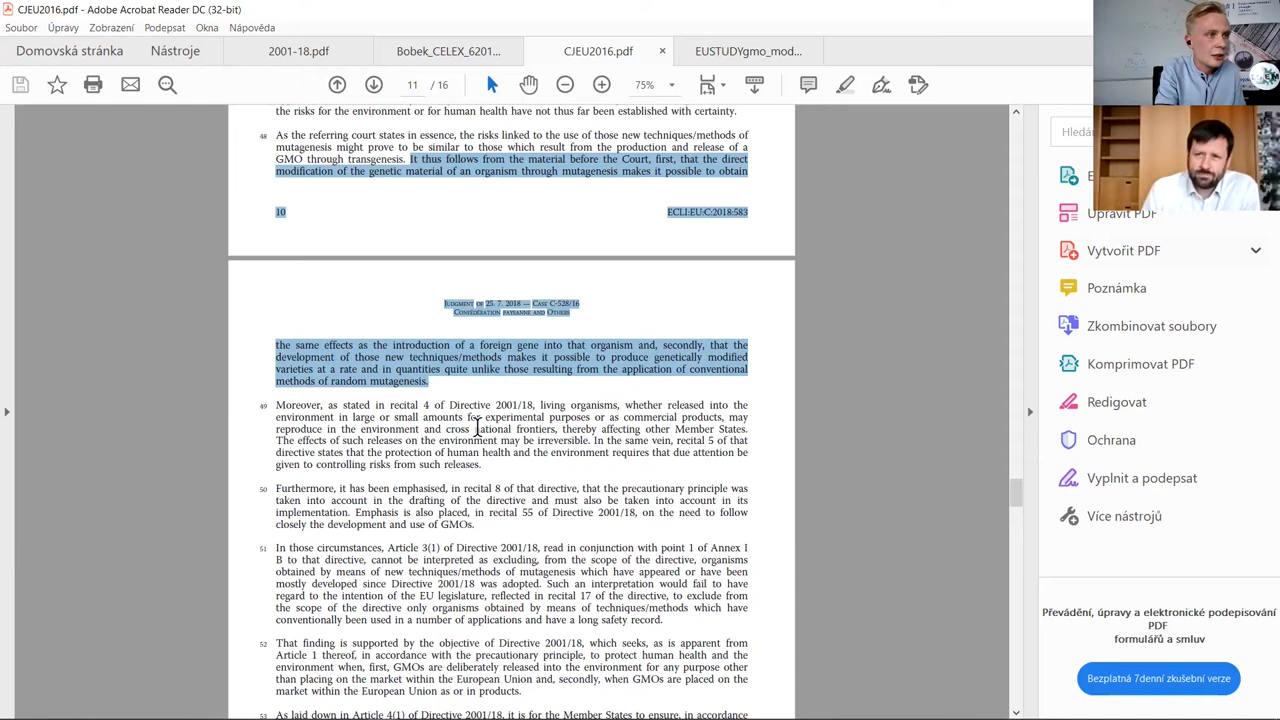 CJEU2016.pdf - Adobe Acrobat Reader DC (32-bit)
Soubor Úpravy Zobrazení Podepsat Okna Nápověda
Domovská stránka Nástroje 2001-18.pdf Bobek_CELEX_6201... CJEU2016.pdf × EUSTUDYgmo_mod...
11 / 16 75%
the risks for the environment or for human health have not thus far been established with certainty.
48 As the referring court states in essence, the risks linked to the use of those new techniques/methods of
mutagenesis might prove to be similar to those which result from the production and release of a
GMO through transgenesis. It thus follows from the material before the Court, first, that the direct
modification of the genetic material of an organism through mutagenesis makes it possible to obtain
10 ECLI:EU:C:2018:583
Judgment of 25. 7. 2018 — Case C-528/16
Confédération paysanne and Others
the same effects as the introduction of a foreign gene into that organism and, secondly, that the
development of those new techniques/methods makes it possible to produce genetically modified
varieties at a rate and in quantities quite unlike those resulting from the application of conventional
methods of random mutagenesis.
49 Moreover, as stated in recital 4 of Directive 2001/18, living organisms, whether released into the
environment in large or small amounts for experimental purposes or as commercial products, may
reproduce in the environment and cross national frontiers, thereby affecting other Member States.
The effects of such releases on the environment may be irreversible. In the same vein, recital 5 of that
directive states that the protection of human health and the environment requires that due attention be
given to controlling risks from such releases.
50 Furthermore, it has been emphasised, in recital 8 of that directive, that the precautionary principle was
taken into account in the drafting of the directive and must also be taken into account in its
implementation. Emphasis is also placed, in recital 55 of Directive 2001/18, on the need to follow
closely the development and use of GMOs.
51 In those circumstances, Article 3(1) of Directive 2001/18, read in conjunction with point 1 of Annex I
B to that directive, cannot be interpreted as excluding, from the scope of the directive, organisms
obtained by means of new techniques/methods of mutagenesis which have appeared or have been
mostly developed since Directive 2001/18 was adopted. Such an interpretation would fail to have
regard to the intention of the EU legislature, reflected in recital 17 of the directive, to exclude from
the scope of the directive only organisms obtained by means of techniques/methods which have
conventionally been used in a number of applications and have a long safety record.
52 That finding is supported by the objective of Directive 2001/18, which seeks, as is apparent from
Article 1 thereof, in accordance with the precautionary principle, to protect human health and the
environment when, first, GMOs are deliberately released into the environment for any purpose other
than placing on the market within the European Union and, secondly, when GMOs are placed on the
market within the European Union as or in products.
53 As laid down in Article 4(1) of Directive 2001/18, it is for the Member States to ensure, in accordance
Hledá
E
Upravit PDF
Vytvořit PDF
Poznámka
Zkombinovat soubory
Komprimovat PDF
Redigovat
Ochrana
Vyplnit a podepsat
Více nástrojů
Převádění, úpravy a elektronické podepisování
PDF
formulářů a smluv
Bezplatná 7denní zkušební verze